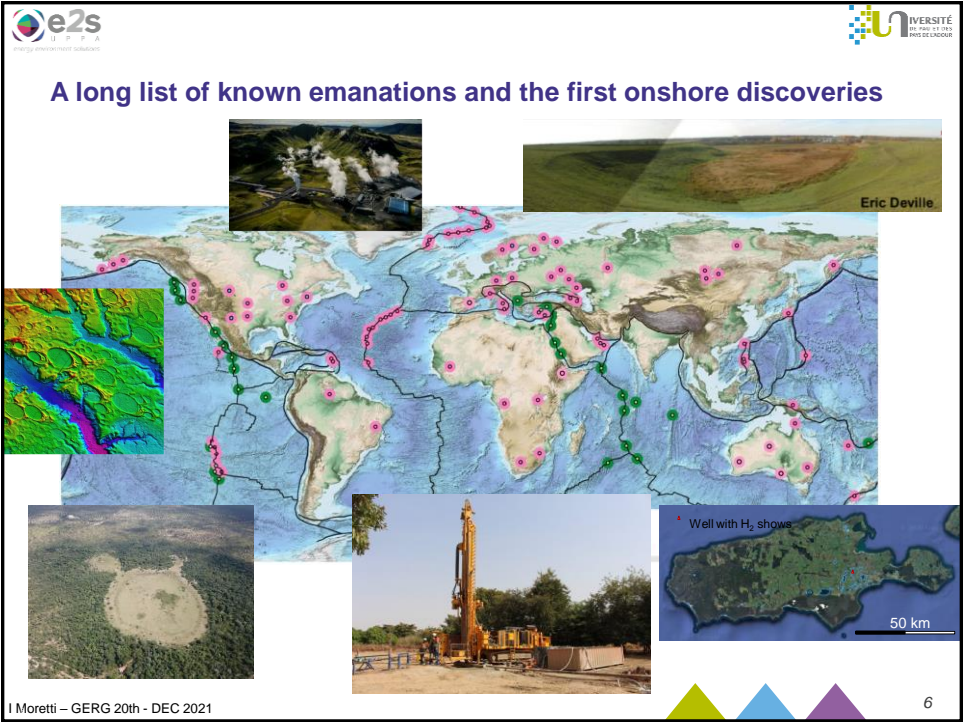 e2s
UPPA
energy environment solutions
UNIVERSITÉ
DE PAU ET DES
PAYS DE L'ADOUR
A long list of known emanations and the first onshore discoveries
Eric Deville
Well with H₂ shows
50 km
I Moretti – GERG 20th - DEC 2021
6